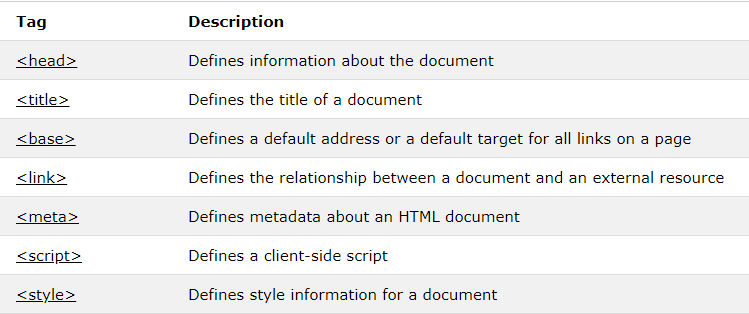 Tag Description
<head> Defines information about the document
<title> Defines the title of a document
<base> Defines a default address or a default target for all links on a page
<link> Defines the relationship between a document and an external resource
<meta> Defines metadata about an HTML document
<script> Defines a client-side script
<style> Defines style information for a document